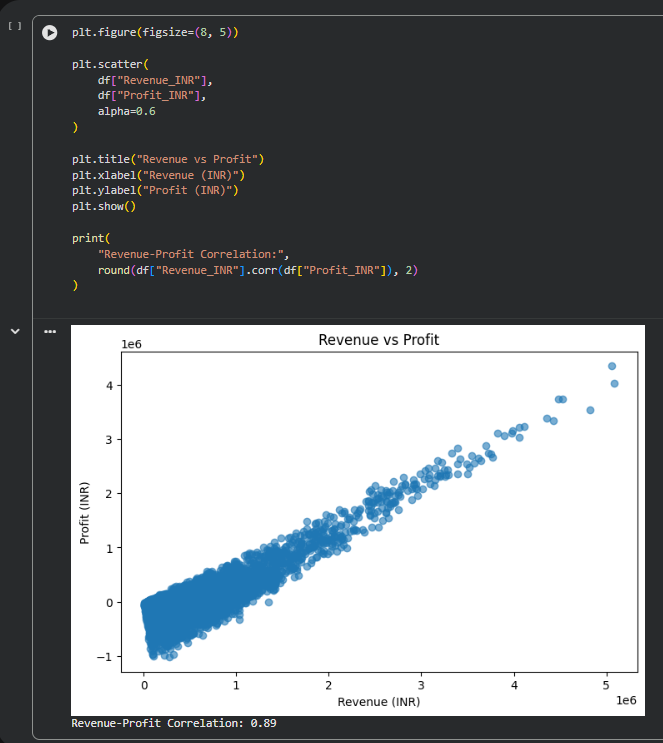 [ ]
plt.figure(figsize=(8, 5))
plt.scatter(
    df["Revenue_INR"],
    df["Profit_INR"],
    alpha=0.6
)
plt.title("Revenue vs Profit")
plt.xlabel("Revenue (INR)")
plt.ylabel("Profit (INR)")
plt.show()
print(
    "Revenue-Profit Correlation:",
    round(df["Revenue_INR"].corr(df["Profit_INR"]), 2)
)
Revenue vs Profit
1e6
4
3
2
1
0
−1
Profit (INR)
0 1 2 3 4 5
1e6
Revenue (INR)
Revenue-Profit Correlation: 0.89